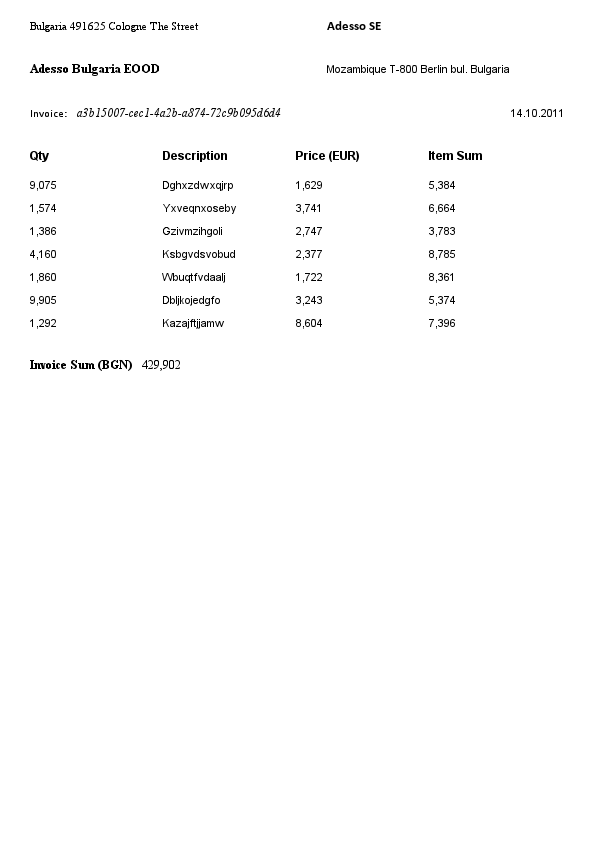 Bulgaria 491625 Cologne The Street Adesso SE
Adesso Bulgaria EOOD Mozambique T-800 Berlin bul. Bulgaria
Invoice: a3b15007-cec1-4a2b-a874-72c9b095d6d4 14.10.2011
Qty Description Price (EUR) Item Sum
9,075 Dghxzdwxqjrp 1,629 5,384
1,574 Yxveqnxoseby 3,741 6,664
1,386 Gzivmzihgoli 2,747 3,783
4,160 Ksbgvdsvobud 2,377 8,785
1,860 Wbuqtfvdaalj 1,722 8,361
9,905 Dbljkojedgfo 3,243 5,374
1,292 Kazajftjjamw 8,604 7,396
Invoice Sum (BGN) 429,902